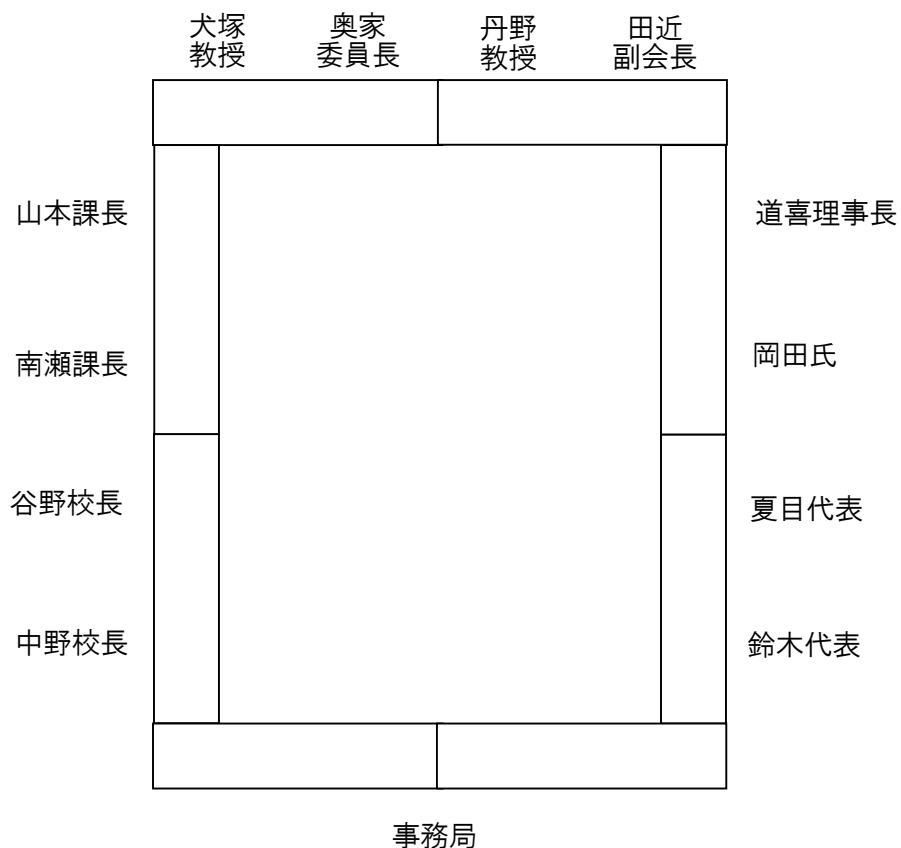 犬塚
教授
奥家
委員長
丹野
教授
田近
副会長
山本課長
道喜理事長
南瀬課長
岡田氏
谷野校長
夏目代表
中野校長
鈴木代表
事務局